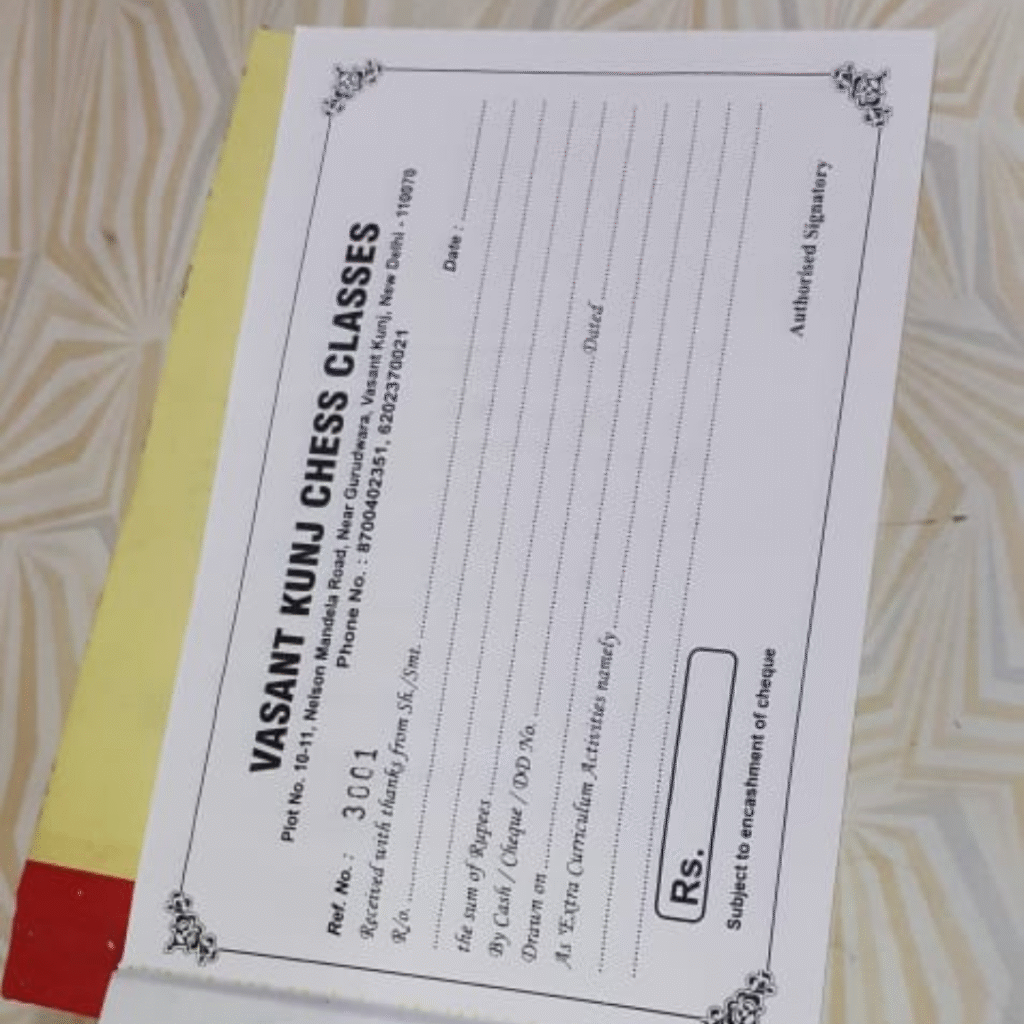 VASANT KUNJ CHESS CLASSES
Plot No. 10-11, Nelson Mandela Road, Near Gurudwara, Vasant Kunj, New Delhi - 110070
Phone No. : 8700402351, 6202370021
Ref. No. : 3001 Date : ........................
Received with thanks from Sh./Smt. ........................
R/o. ........................
........................
the sum of Rupees ........................
By Cash / Cheque / DD No. ........................
Drawn on ........................ Dated ........................
As Extra Curriculum Activities namely ........................
........................
........................
Rs.
Subject to encashment of cheque
Authorised Signatory